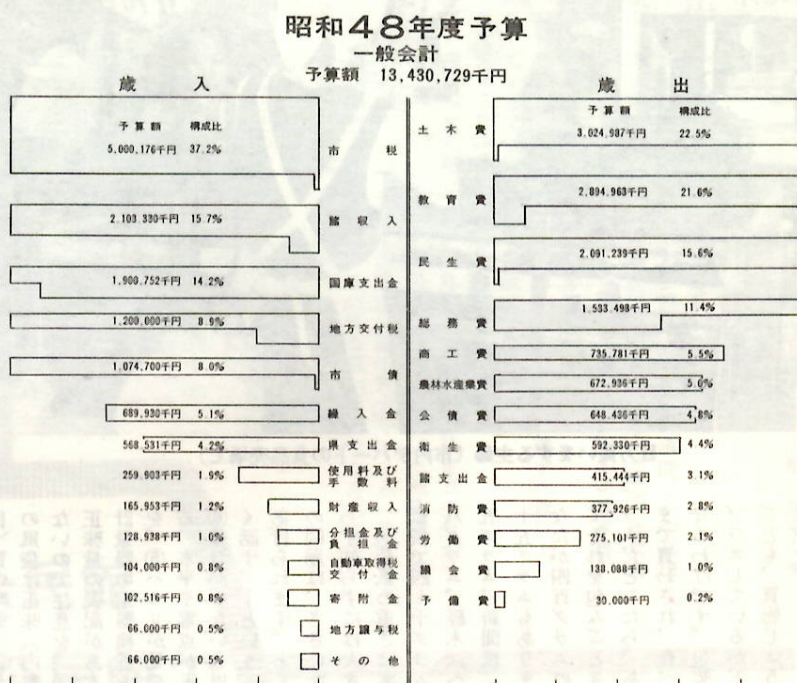 昭和48年度予算
一般会計
予算額 13,430,729千円
歳入
予算額 構成比
5,000,176千円 37.2% 市税
2,103,330千円 15.7% 諸収入
1,900,752千円 14.2% 国庫支出金
1,200,000千円 8.9% 地方交付税
1,074,700千円 8.0% 市債
689,930千円 5.1% 繰入金
568,531千円 4.2% 県支出金
259,903千円 1.9% 使用料及び手数料
165,953千円 1.2% 財産収入
128,938千円 1.0% 分担金及び負担金
104,000千円 0.8% 自動車取得税交付金
102,516千円 0.8% 寄附金
66,000千円 0.5% 地方譲与税
66,000千円 0.5% その他
歳出
予算額 構成比
土木費 3,024,987千円 22.5%
教育費 2,894,963千円 21.6%
民生費 2,091,239千円 15.6%
総務費 1,533,498千円 11.4%
商工費 735,781千円 5.5%
農林水産業費 672,936千円 5.0%
公債費 648,436千円 4.8%
衛生費 592,330千円 4.4%
諸支出金 415,444千円 3.1%
消防費 377,926千円 2.8%
労働費 275,101千円 2.1%
議会費 138,088千円 1.0%
予備費 30,000千円 0.2%